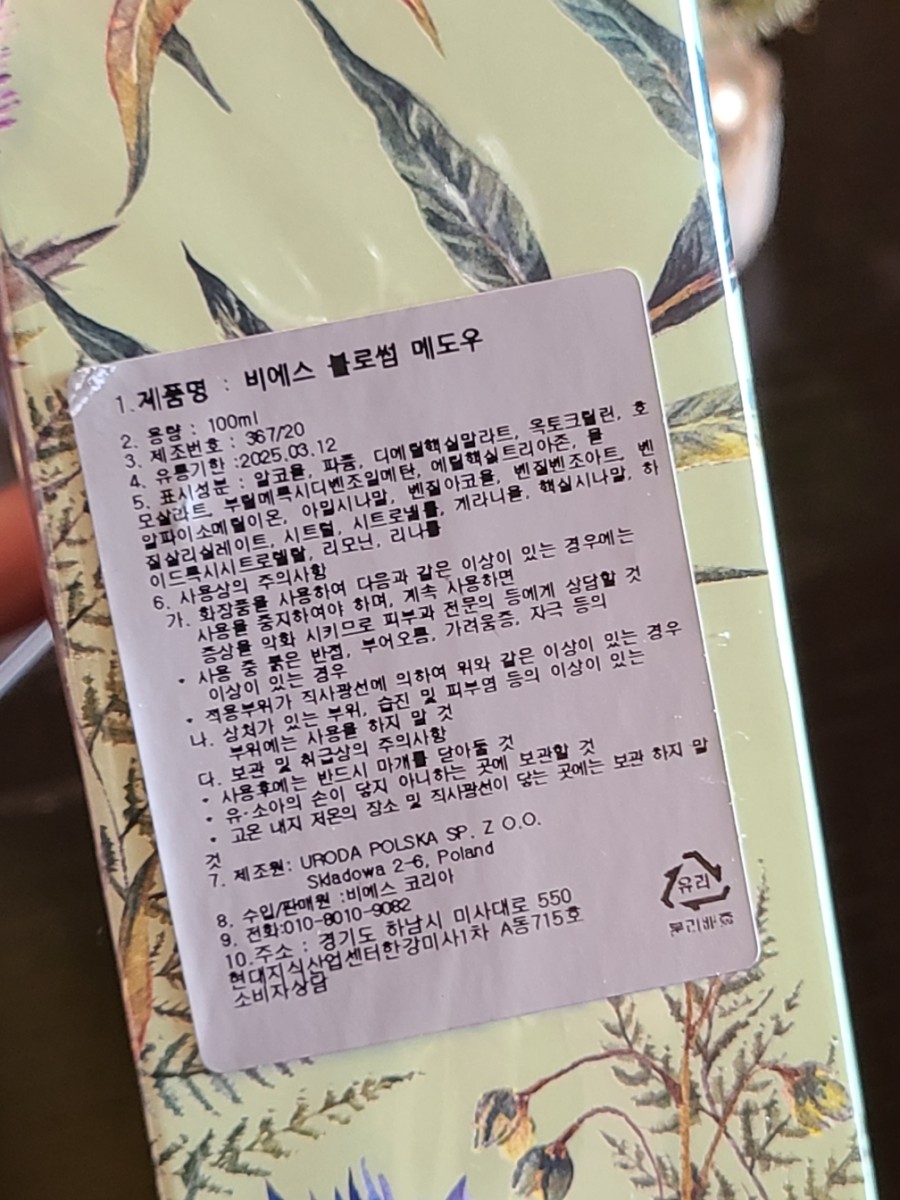 1.제품명 : 비에스 블로썸 메도우
2. 용량 : 100ml
3. 제조번호 : 367/20
4. 유통기한 :2025.03.12
5. 표시성분 : 알코올, 파퓸, 디메틸헥실말라트, 옥토크릴린, 호
모살라트, 부틸메톡시디벤조일메탄, 에틸헥실트리아존, 물
알파이소메틸이온, 아밀시나말, 벤질아코올, 벤질벤조아트, 벤
질살리실레이트, 시트럴, 시트로넬롤, 게라니올, 핵실시나말, 하
이드록시시트로렐랄, 리모넌, 리나롤
6. 사용상의 주의사항
가. 화장품을 사용하여 다음과 같은 이상이 있는 경우에는
사용을 중지하여야 하며, 계속 사용하면
증상을 악화 시키므로 피부과 전문의 등에게 상담할 것
• 사용 중 붉은 반점, 부어오름, 가려움증, 자극 등의
이상이 있는 경우
• 적용부위가 직사광선에 의하여 위와 같은 이상이 있는 경우
나. 상처가 있는 부위, 습진 및 피부염 등의 이상이 있는
부위에는 사용을 하지 말 것
다. 보관 및 취급상의 주의사항
• 사용후에는 반드시 마개를 닫아둘 것
• 유·소아의 손이 닿지 아니하는 곳에 보관할 것
• 고온 내지 저온의 장소 및 직사광선이 닿는 곳에는 보관 하지 말
것
7. 제조원: URODA POLSKA SP. Z O.O.
Skladowa 2-6, Poland
8. 수입/판매원 :비에스 코리아
9. 전화:010-8010-9082
10.주소 : 경기도 하남시 미사대로 550
현대지식산업센터한강미사1차 A동715호
소비자상담
유리
분리배출